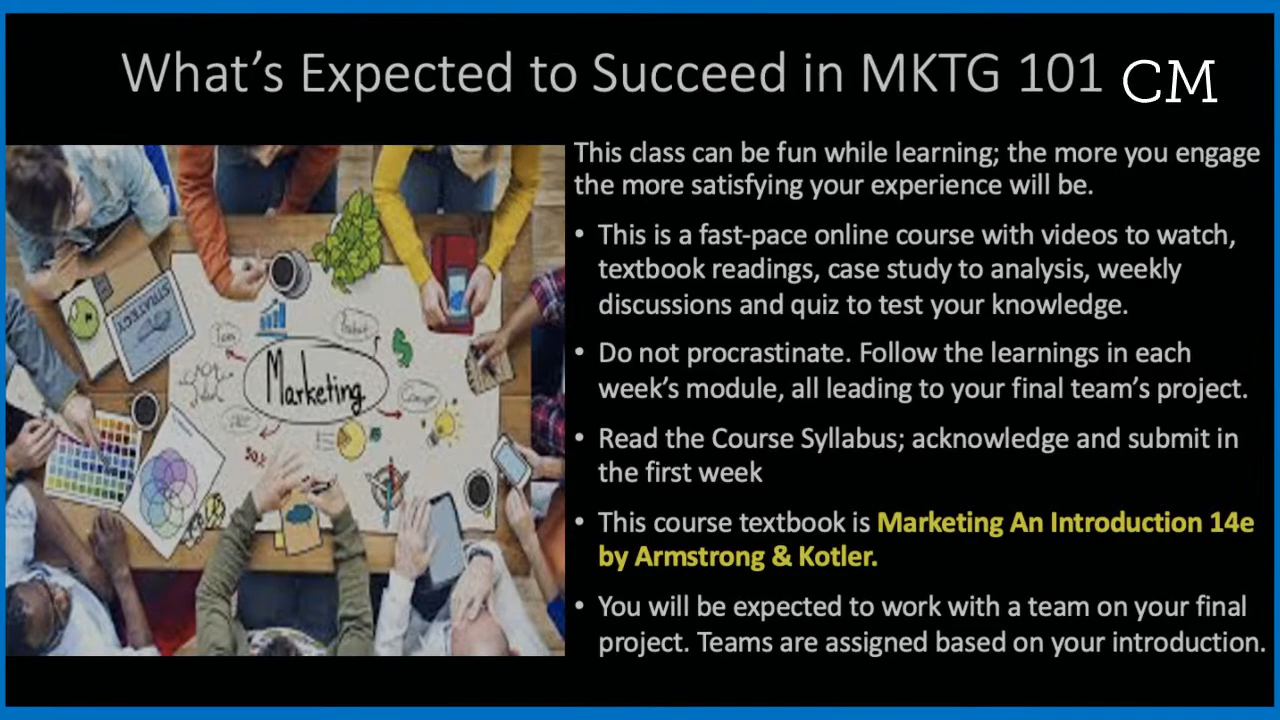 What's Expected to Succeed in MKTG 101 CM
This class can be fun while learning; the more you engage
the more satisfying your experience will be.
• This is a fast-pace online course with videos to watch,
textbook readings, case study to analysis, weekly
discussions and quiz to test your knowledge.
• Do not procrastinate. Follow the learnings in each
week's module, all leading to your final team's project.
• Read the Course Syllabus; acknowledge and submit in
the first week
• This course textbook is Marketing An Introduction 14e
by Armstrong & Kotler.
• You will be expected to work with a team on your final
project. Teams are assigned based on your introduction.
STRATEGY
Marketing
50%